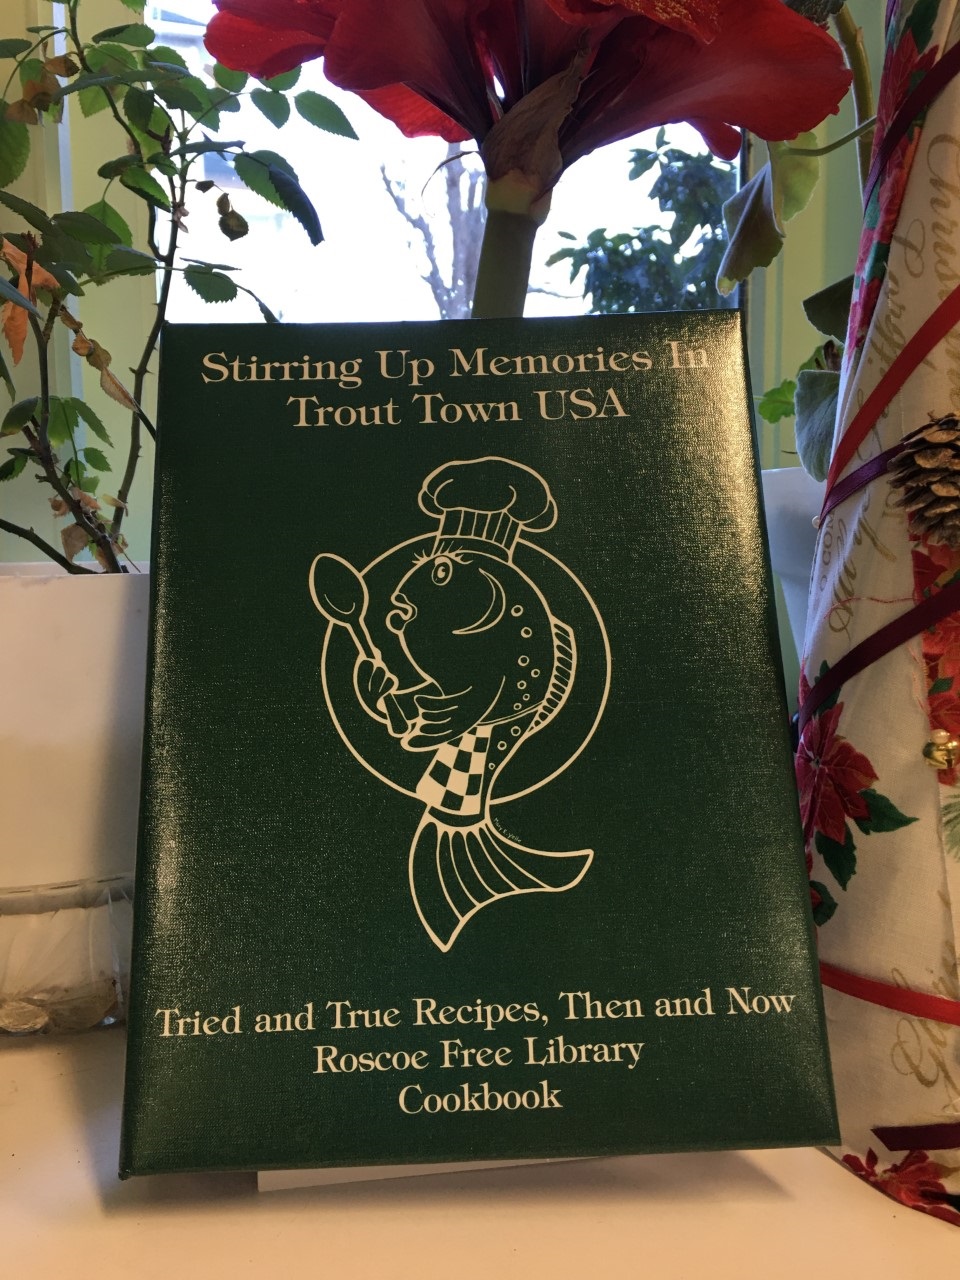 Stirring Up Memories In
Trout Town USA
Tried and True Recipes, Then and Now
Roscoe Free Library
Cookbook